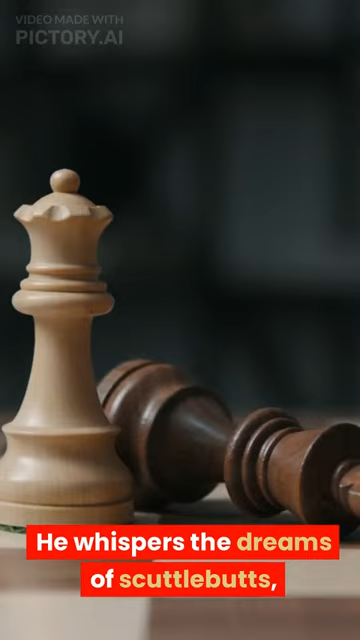 VIDEO MADE WITH
PICTORY.AI
He whispers the dreams
of scuttlebutts,